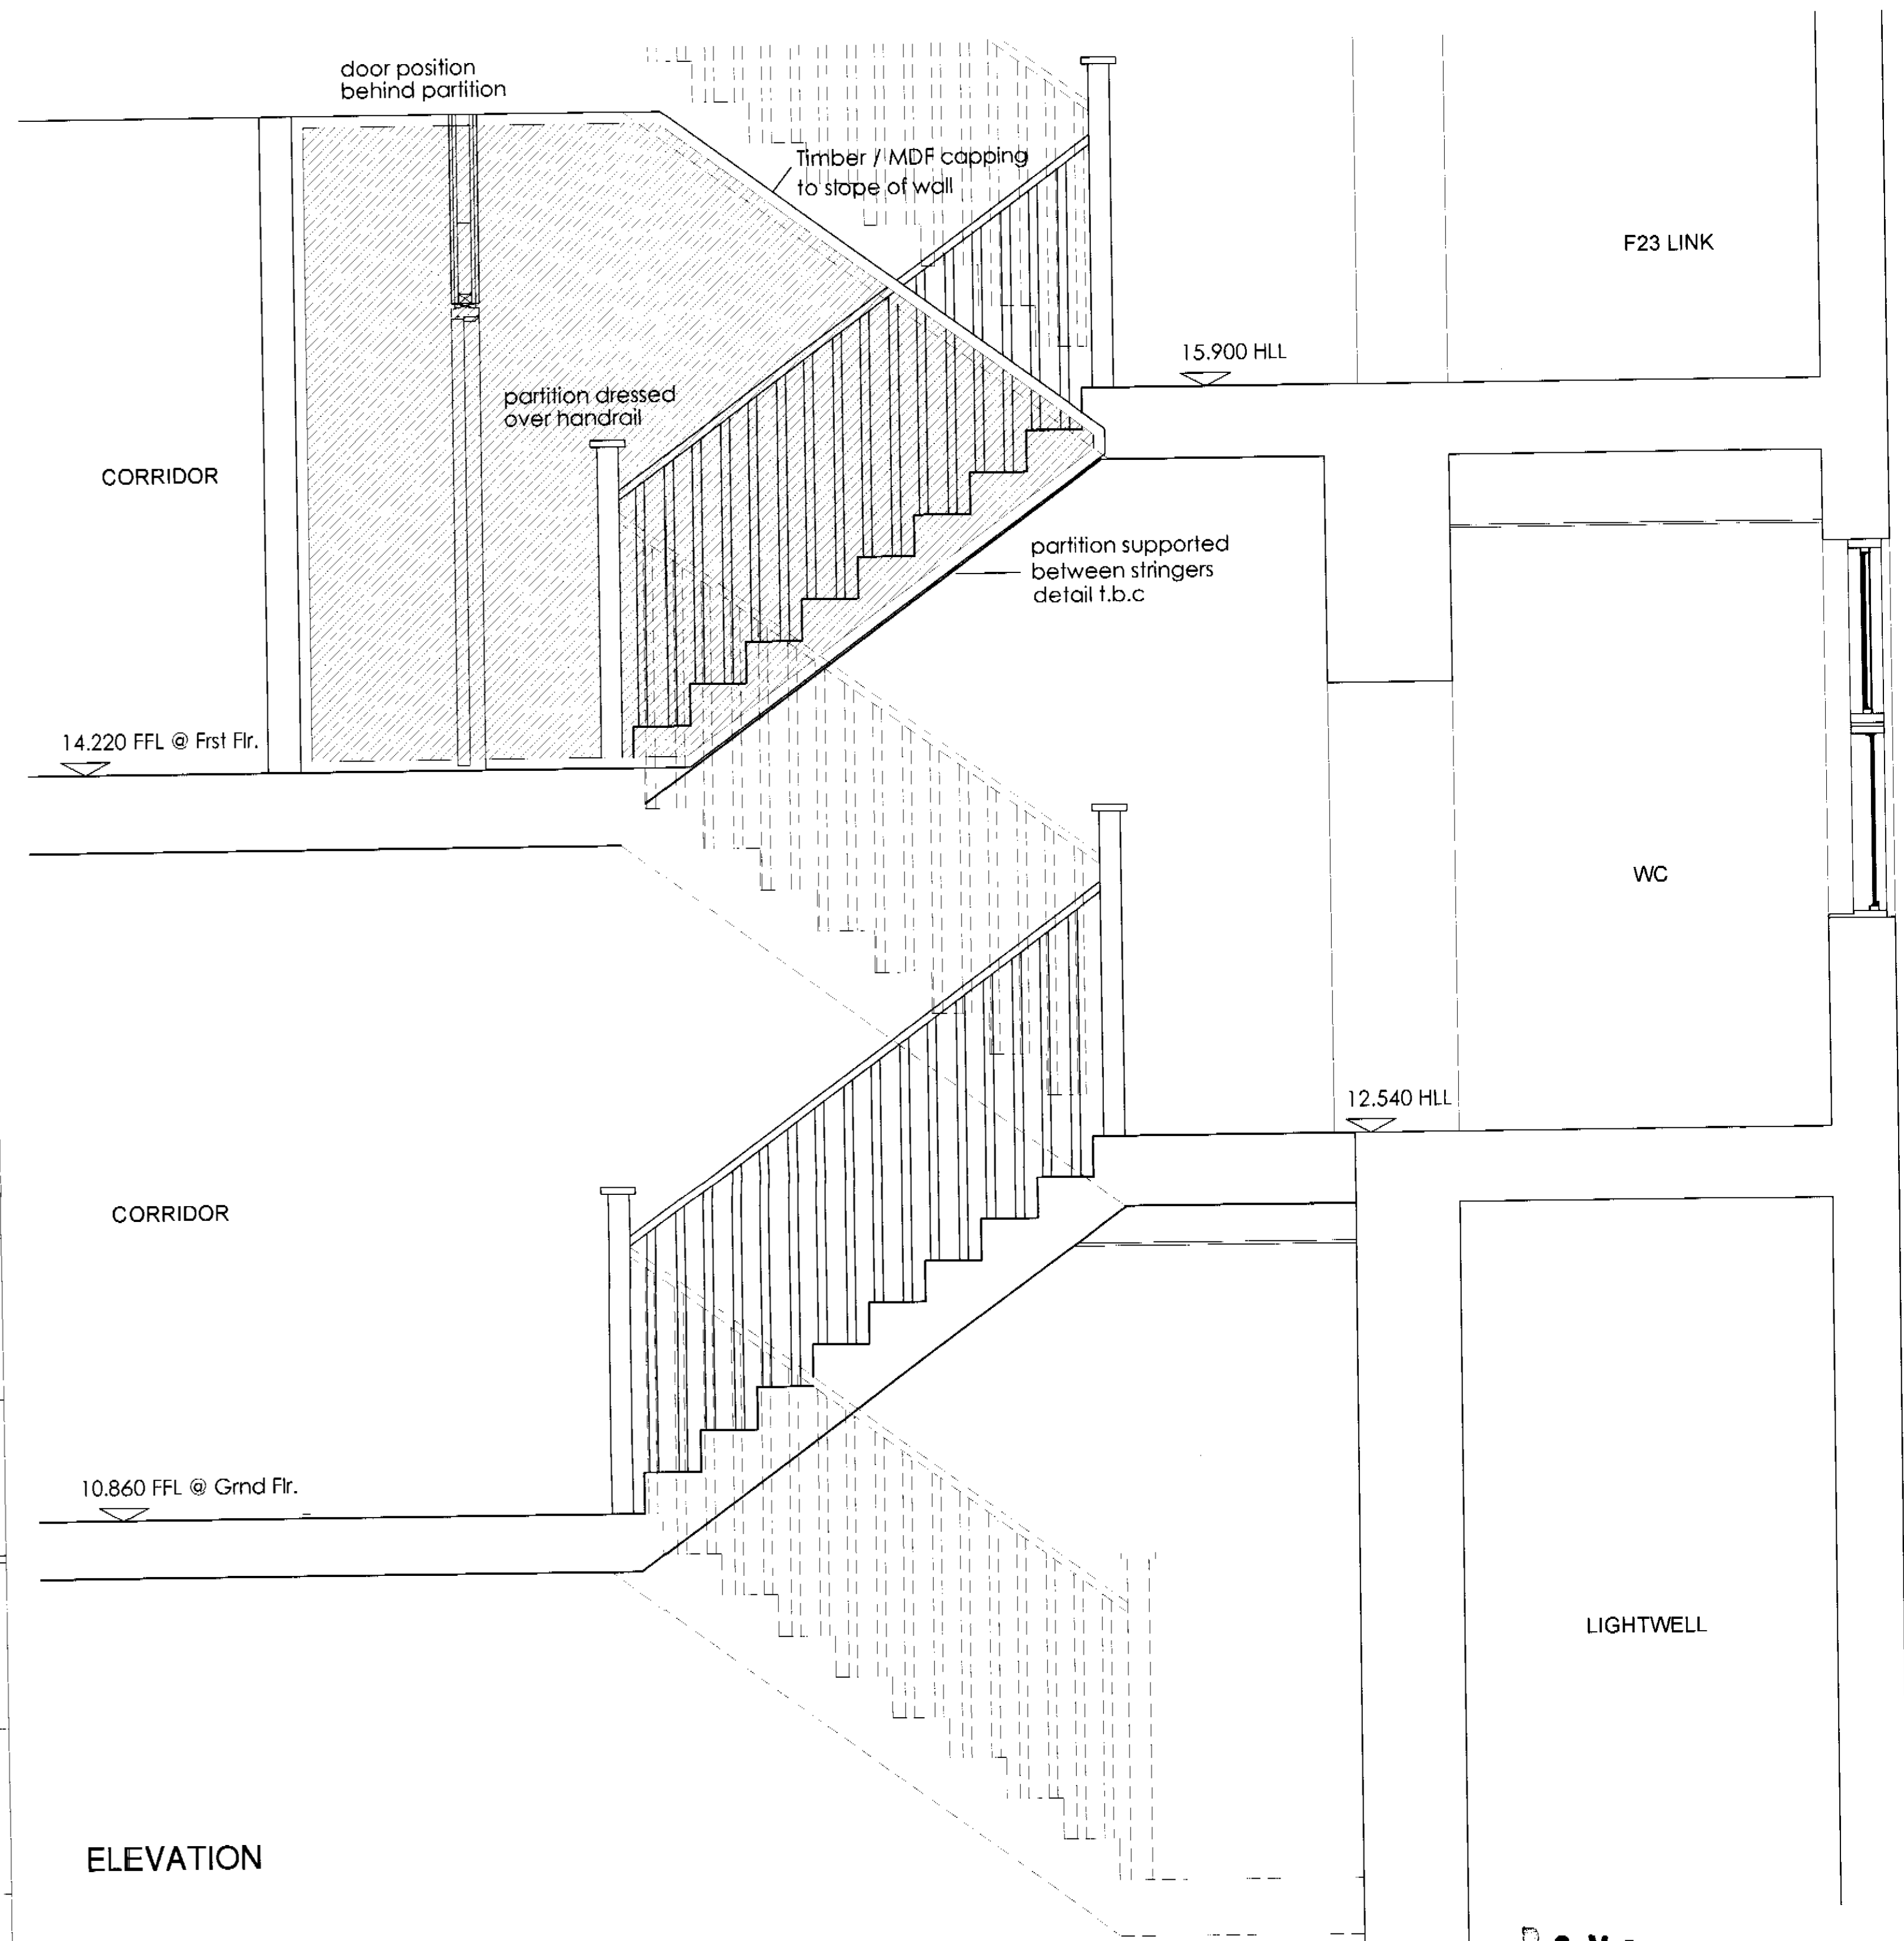 door position
behind partition
Timber / MDF capping
to slope of wall
F23 LINK
15.900 HLL
partition dressed
over handrail
CORRIDOR
partition supported
between stringers
detail t.b.c
14.220 FFL @ Frst Flr.
WC
12.540 HLL
CORRIDOR
10.860 FFL @ Grnd Flr.
LIGHTWELL
ELEVATION